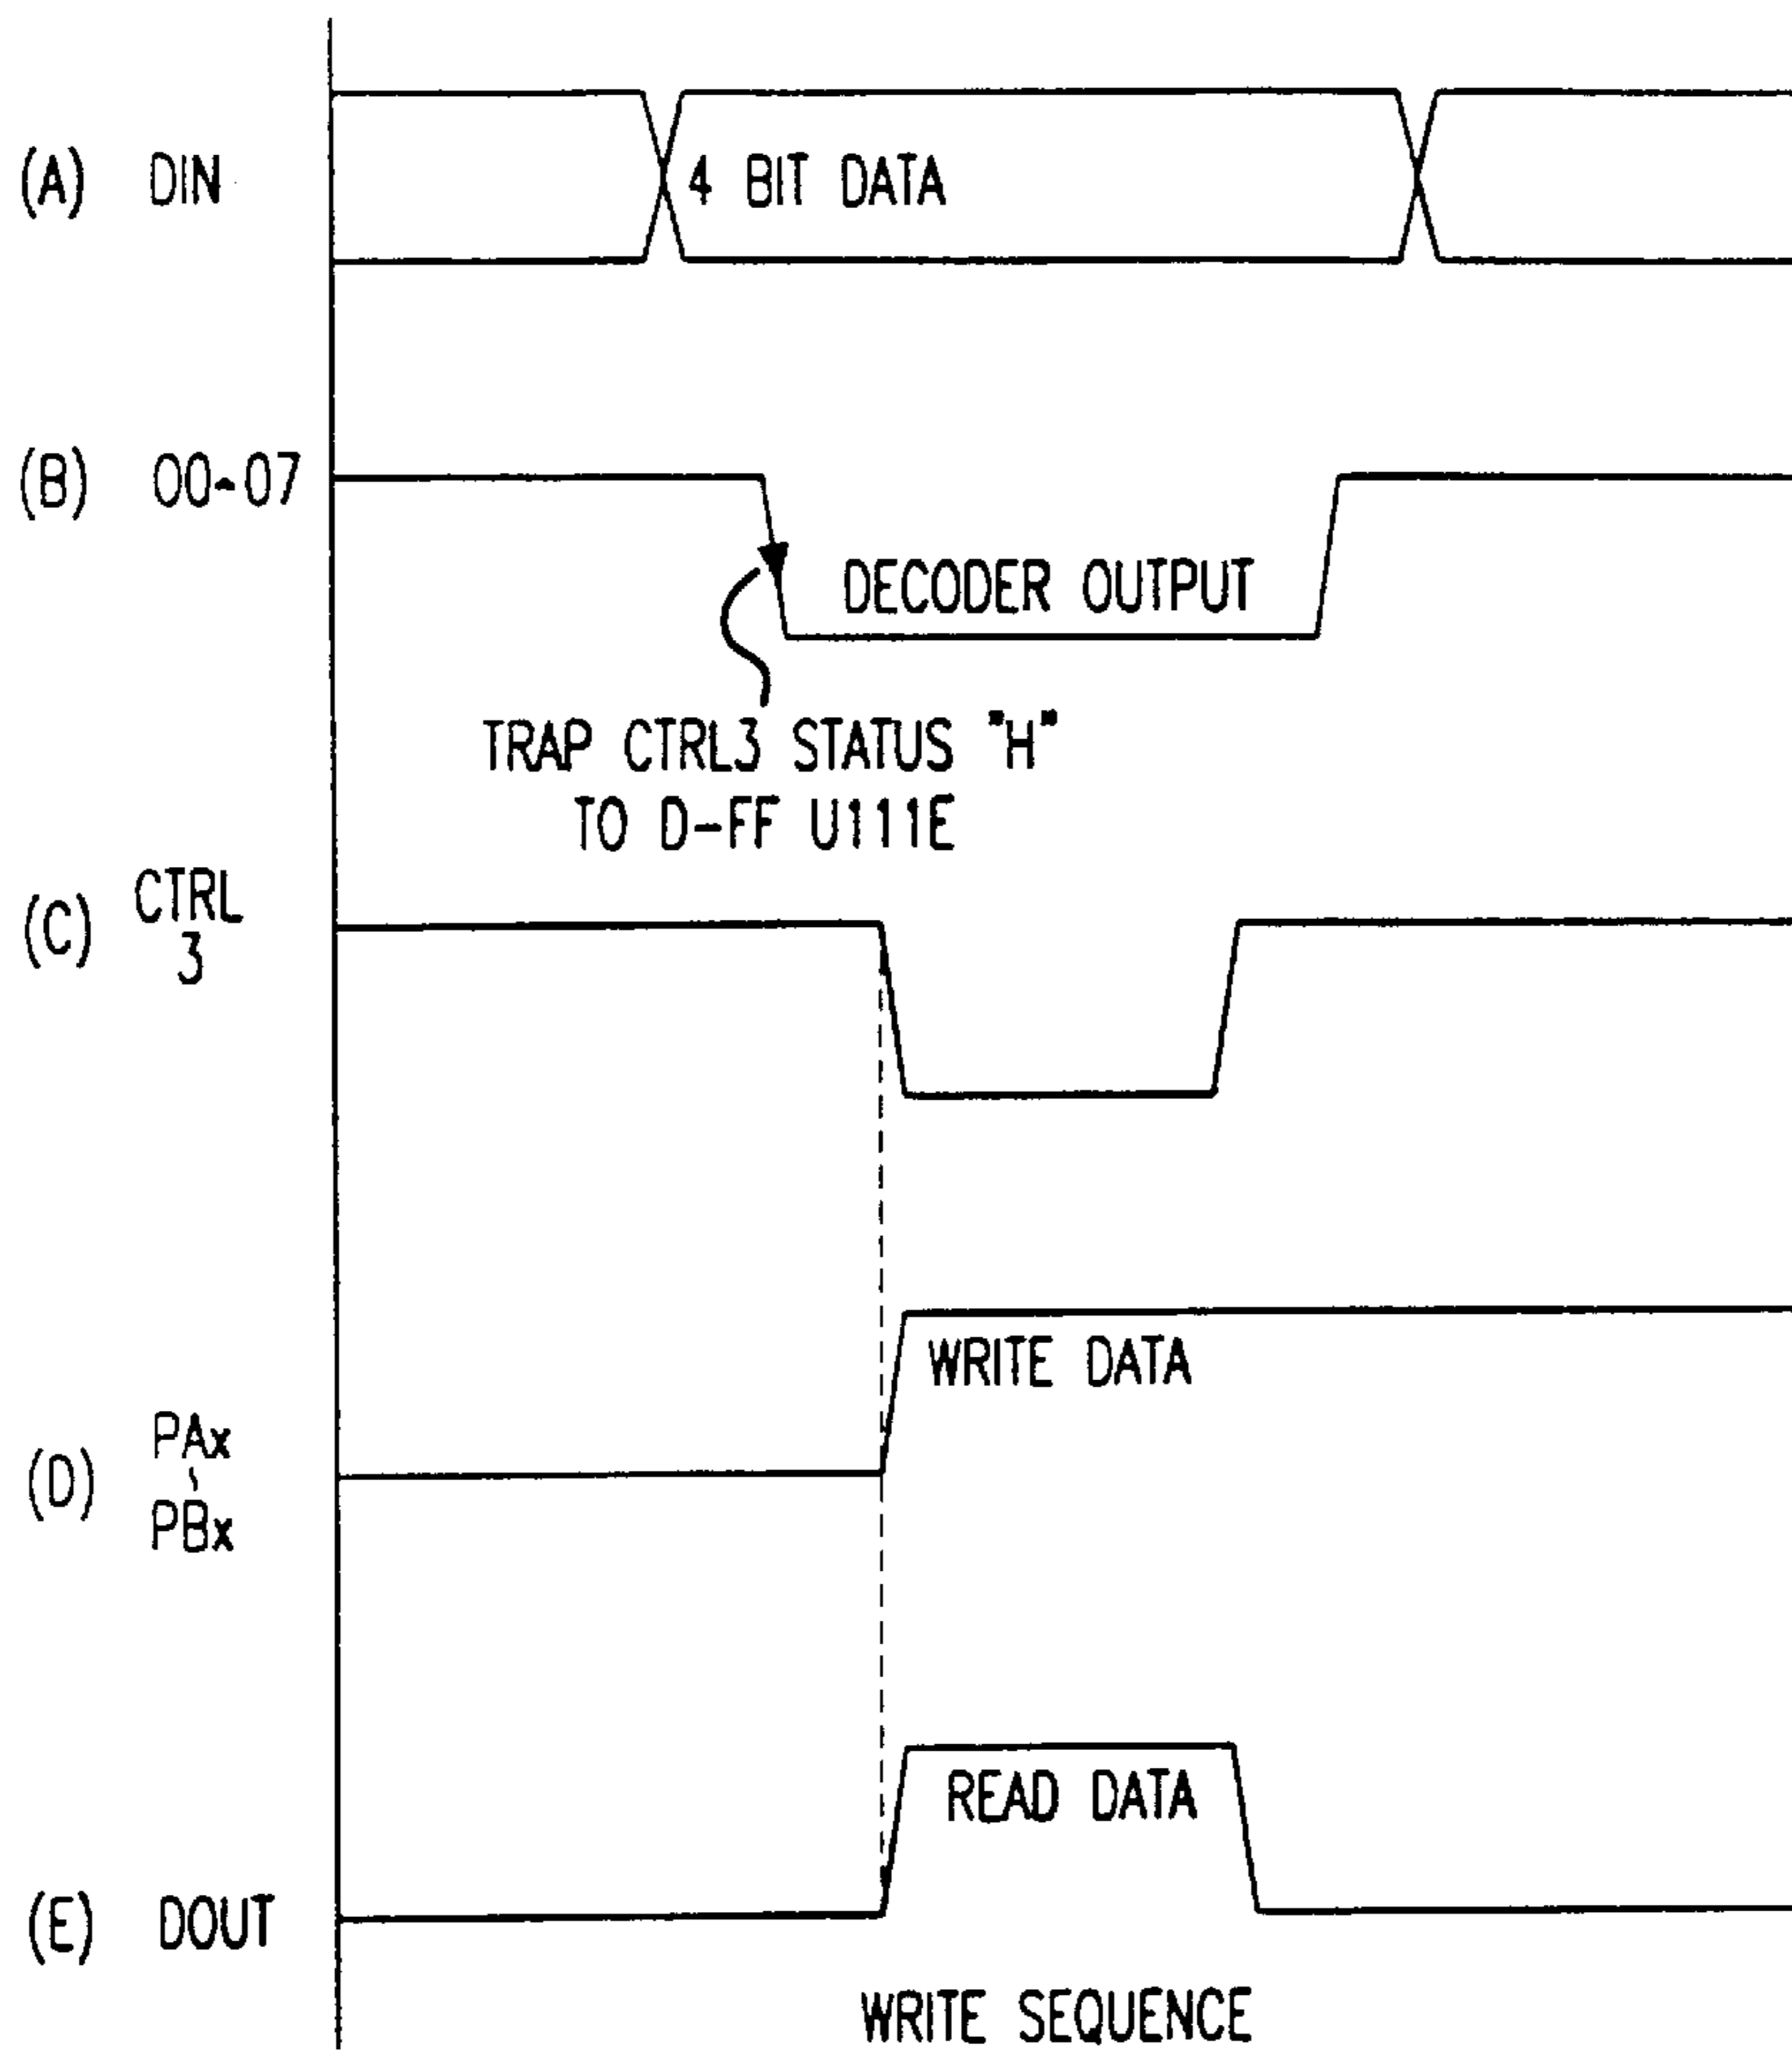 (A) DIN 4 BIT DATA
(B) 00~07
DECODER OUTPUT
TRAP CTRL3 STATUS "H"
TO D-FF U111E
(C) CTRL
3
WRITE DATA
(D) PAx
~
PBx
READ DATA
(E) DOUT
WRITE SEQUENCE